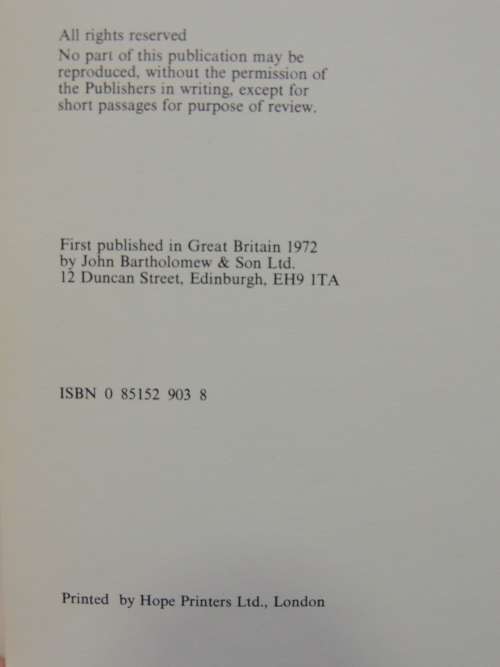 All rights reserved
No part of this publication may be
reproduced, without the permission of
the Publishers in writing, except for
short passages for purpose of review.
First published in Great Britain 1972
by John Bartholomew & Son Ltd.
12 Duncan Street, Edinburgh, EH9 1TA
ISBN 0 85152 903 8
Printed by Hope Printers Ltd., London